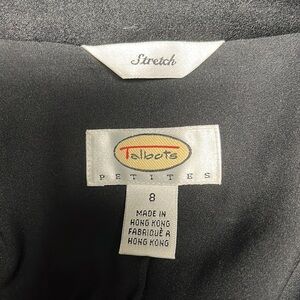 Stretch
Talbots
PETITES
8
MADE IN
HONG KONG
FABRIQUÉ A
HONG KONG